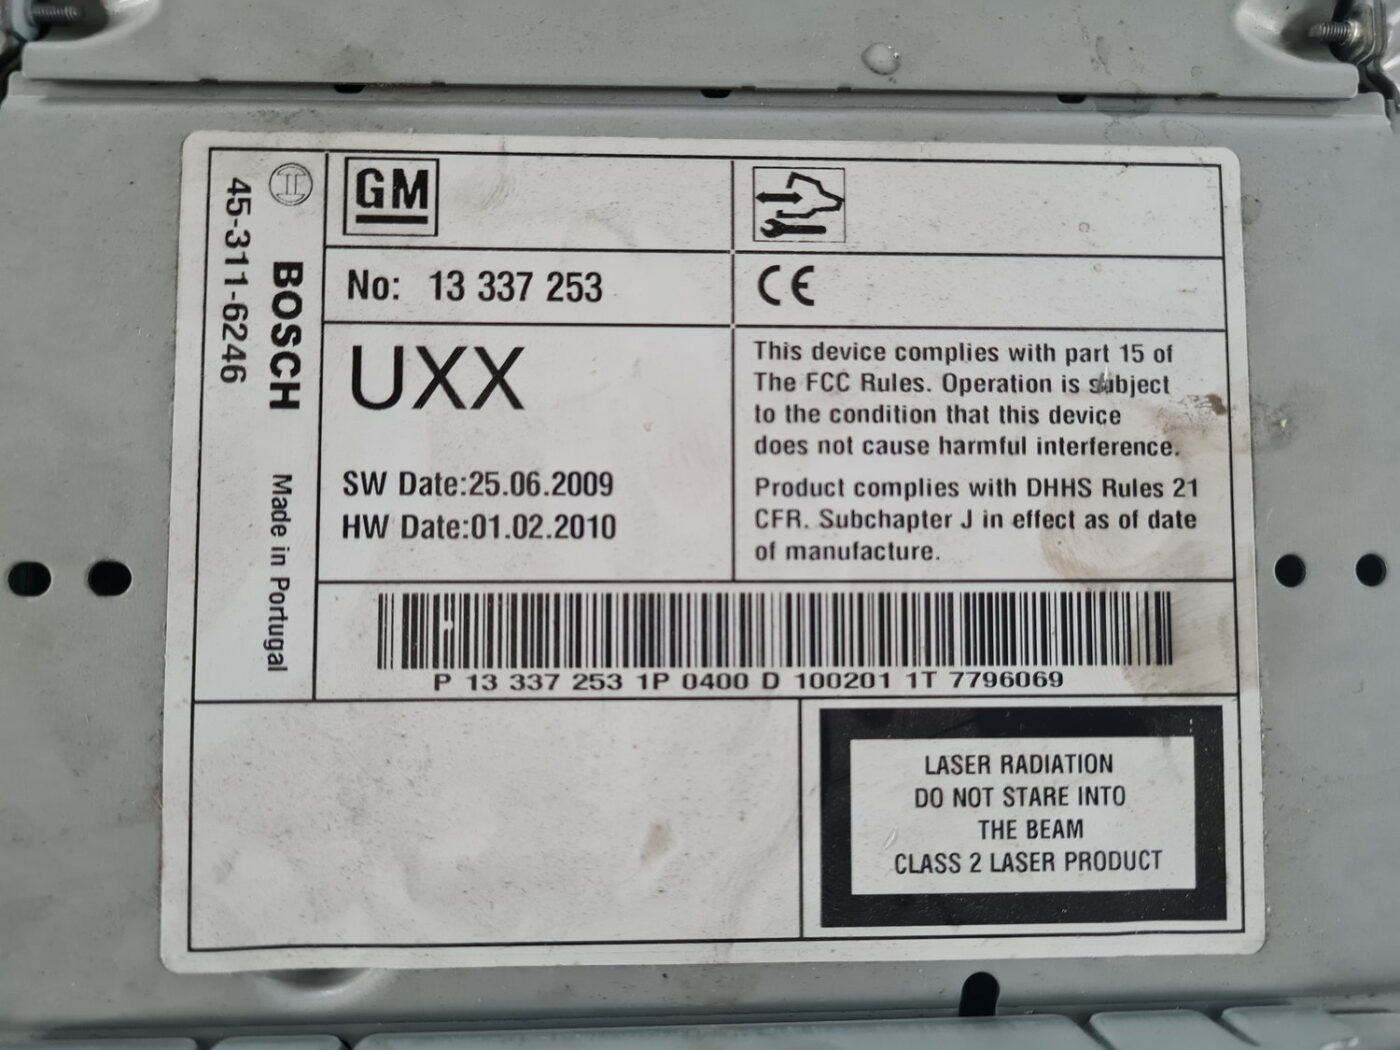 45-311-6246
BOSCH Made in Portugal
GM
No: 13 337 253
CE
UXX
SW Date:25.06.2009
HW Date:01.02.2010
This device complies with part 15 of
The FCC Rules. Operation is subject
to the condition that this device
does not cause harmful interference.
Product complies with DHHS Rules 21
CFR. Subchapter J in effect as of date
of manufacture.
P 13 337 253 1P 0400 D 100201 1T 7796069
LASER RADIATION
DO NOT STARE INTO
THE BEAM
CLASS 2 LASER PRODUCT